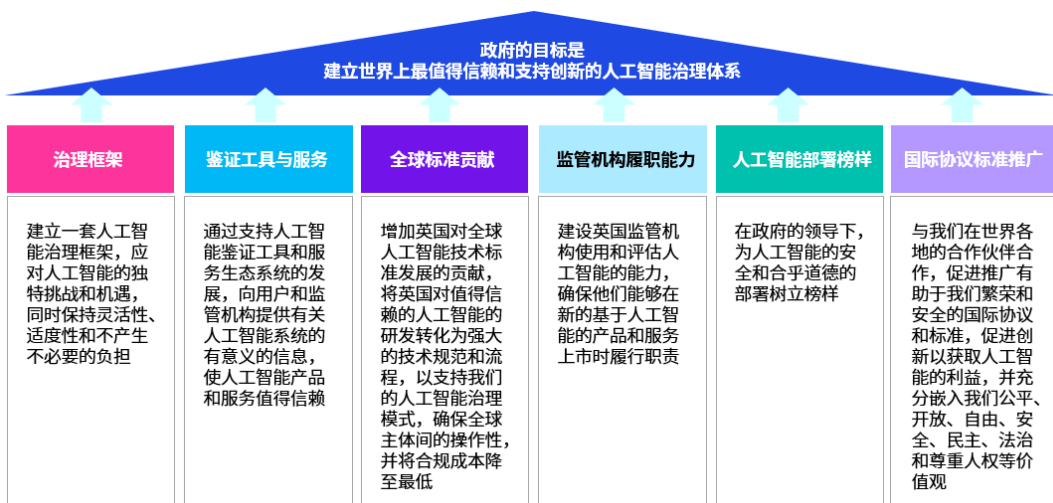 政府的目标是
建立世界上最值得信赖和支持创新的人工智能治理体系
治理框架
建立一套人工智
能治理框架，应
对人工智能的独
特挑战和机遇，
同时保持灵活性、
适度性和不产生
不必要的负担
鉴证工具与服务
通过支持人工智
能鉴证工具和服
务生态系统的发
展，向用户和监
管机构提供有关
人工智能系统的
有意义的信息，
使人工智能产品
和服务值得信赖
全球标准贡献
增加英国对全球
人工智能技术标
准发展的贡献，
将英国对值得信
赖的人工智能的
研发转化为强大
的技术规范和流
程，以支持我们
的人工智能治理
模式，确保全球
主体间的操作性，
并将合规成本降
至最低
监管机构履职能力
建设英国监管机
构使用和评估人
工智能的能力，
确保他们能够在
新的基于人工智
能的产品和服务
上市时履行职责
人工智能部署榜样
在政府的领导下，
为人工智能的安
全和合乎道德的
部署树立榜样
国际协议标准推广
与我们在世界各
地的合作伙伴合
作，促进推广有
助于我们繁荣和
安全的国际协议
和标准，促进创
新以获取人工智
能的利益，并充
分嵌入我们公平、
开放、自由、安
全、民主、法治
和尊重人权等价
值观